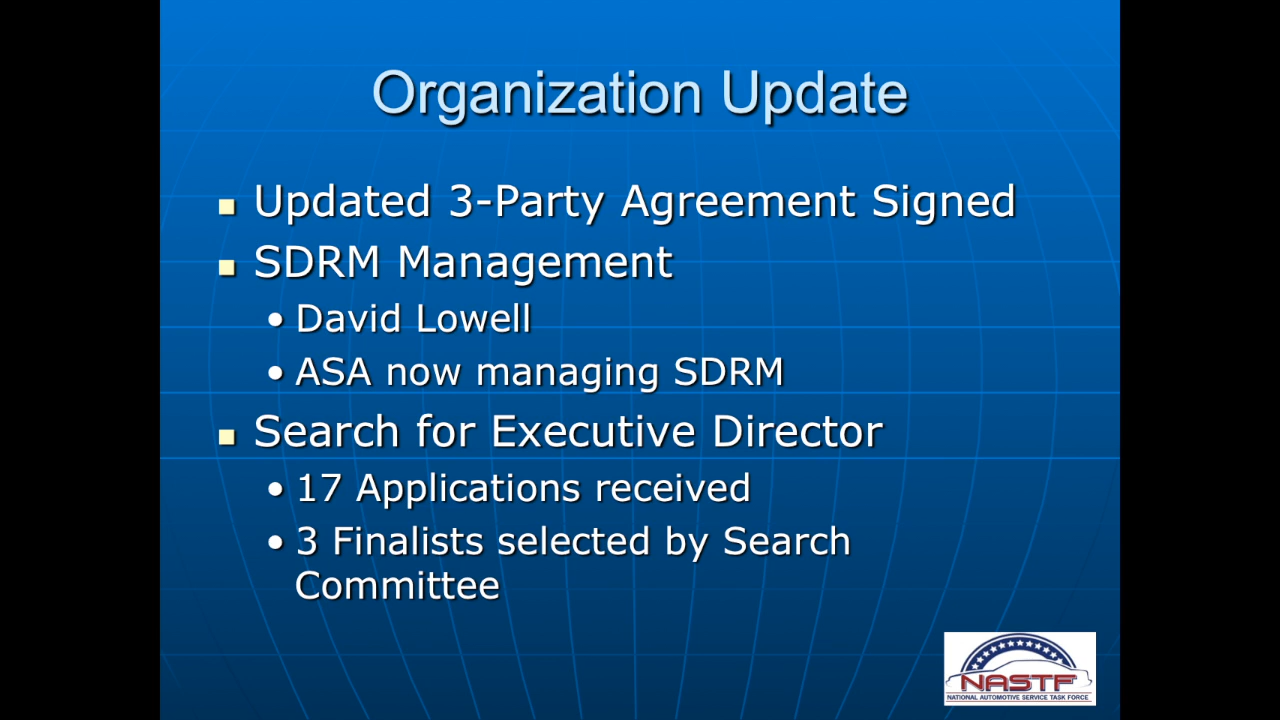 Organization Update
Updated 3-Party Agreement Signed
SDRM Management
• David Lowell
• ASA now managing SDRM
Search for Executive Director
• 17 Applications received
• 3 Finalists selected by Search
Committee
NASTF
NATIONAL AUTOMOTIVE SERVICE TASK FORCE